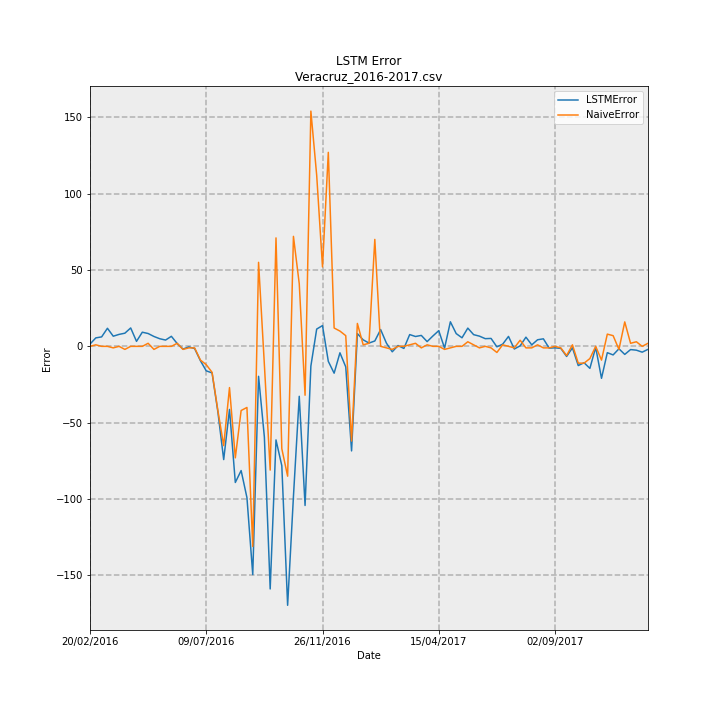 LSTM Error
Veracruz_2016-2017.csv
LSTMError
NaiveError
150
100
50
0
−50
−100
−150
Error
20/02/2016
09/07/2016
26/11/2016
15/04/2017
02/09/2017
Date